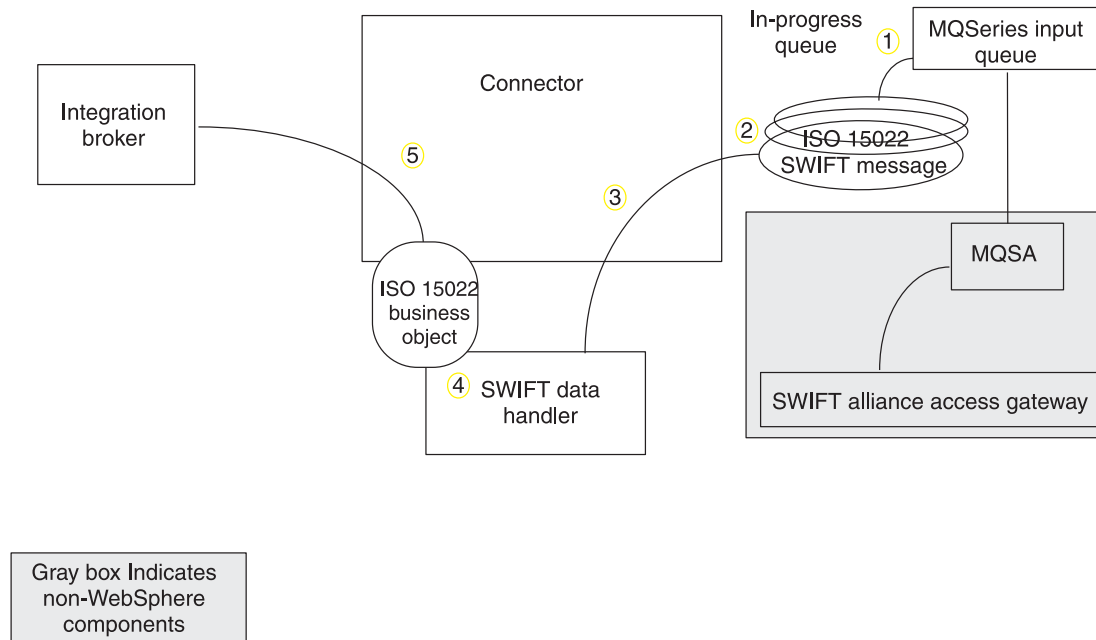 In-progress
queue
1
MQSeries input
queue
Connector
Integration
broker
2
ISO 15022
SWIFT message
5
3
MQSA
ISO 15022
business
object
4
SWIFT data
handler
SWIFT alliance access gateway
Gray box Indicates
non-WebSphere
components